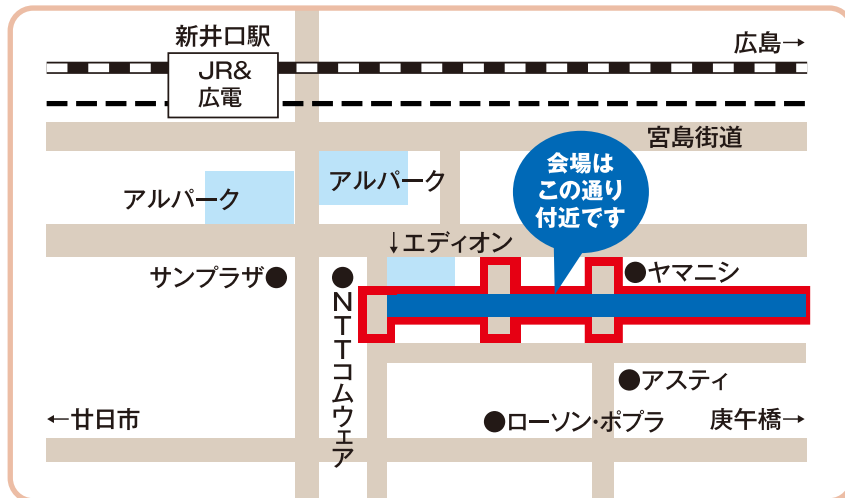 新井口駅
広島→
JR&
広電
宮島街道
会場は
この通り
付近です
アルパーク
アルパーク
↓エディオン
サンプラザ●
●NTTコムウェア
●ヤマニシ
●アスティ
←廿日市
●ローソン・ポプラ
庚午橋→